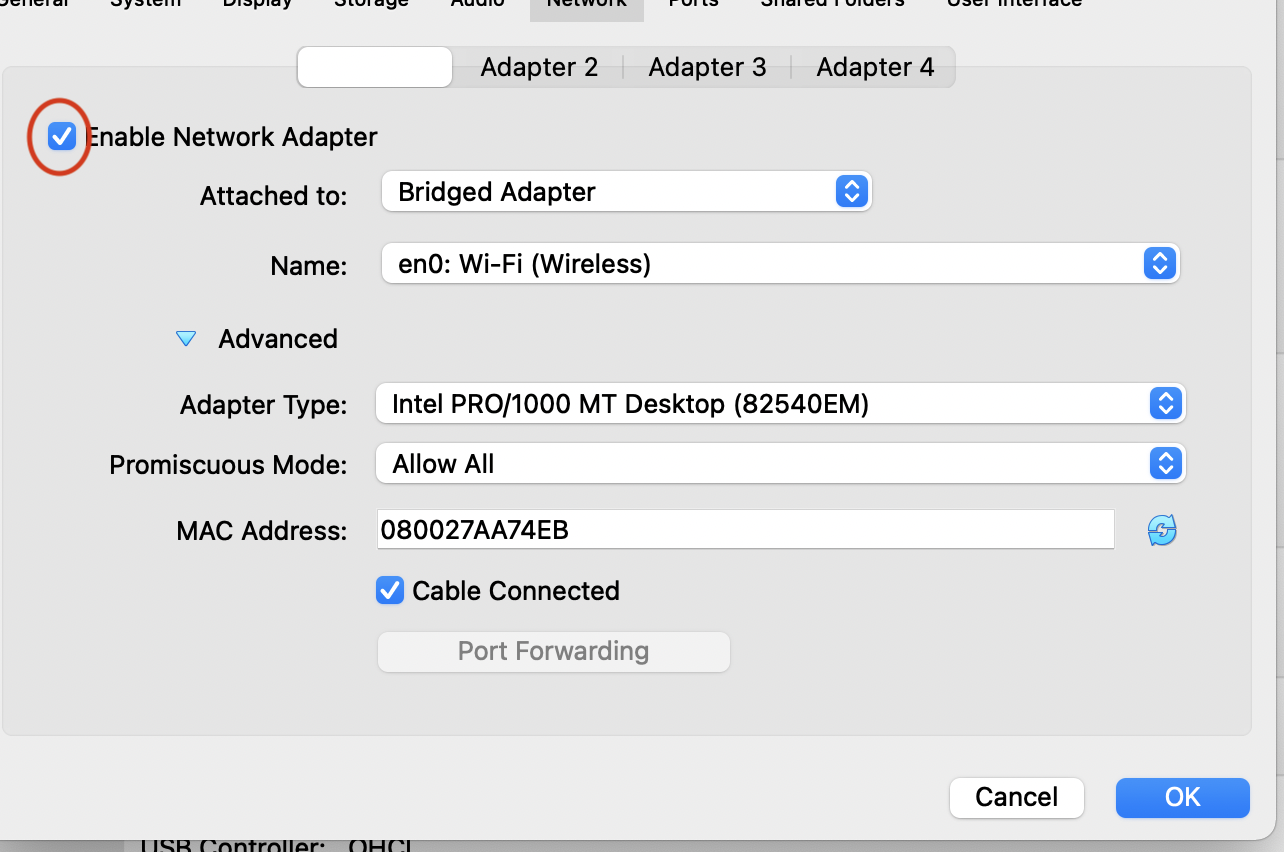 General System Display Storage Audio Network Ports Shared Folders User Interface
Adapter 2 Adapter 3 Adapter 4
Enable Network Adapter
Attached to: Bridged Adapter
Name: en0: Wi-Fi (Wireless)
Advanced
Adapter Type: Intel PRO/1000 MT Desktop (82540EM)
Promiscuous Mode: Allow All
MAC Address: 080027AA74EB
Cable Connected
Port Forwarding
Cancel OK
USB Controller: OHCI